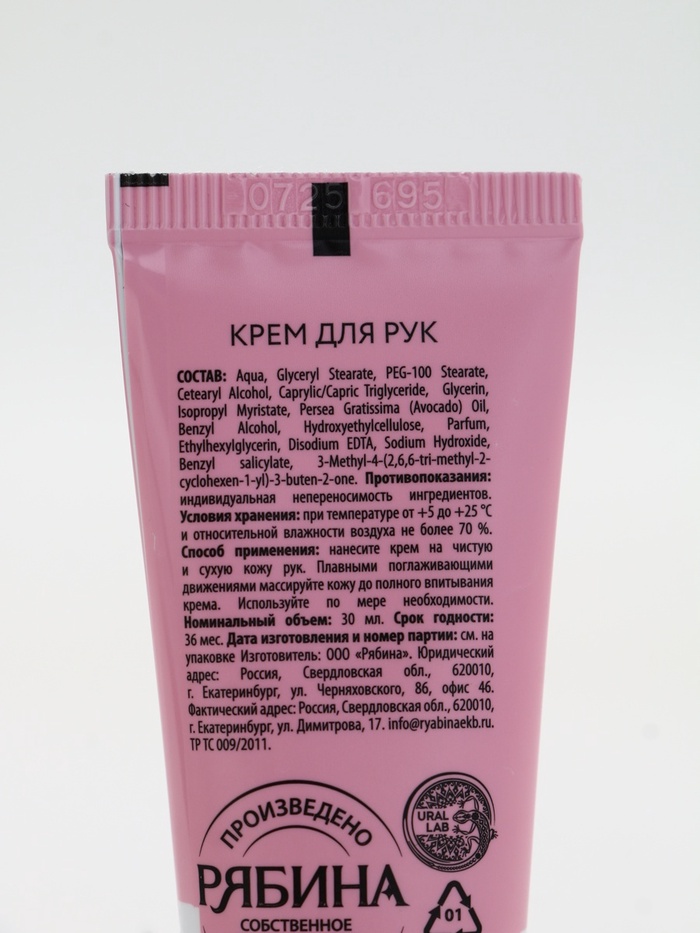 0725 695
КРЕМ ДЛЯ РУК
СОСТАВ: Aqua, Glyceryl Stearate, PEG-100 Stearate,
Cetearyl Alcohol, Caprylic/Capric Triglyceride, Glycerin,
Isopropyl Myristate, Persea Gratissima (Avocado) Oil,
Benzyl Alcohol, Hydroxyethylcellulose, Parfum,
Ethylhexylglycerin, Disodium EDTA, Sodium Hydroxide,
Benzyl salicylate, 3-Methyl-4-(2,6,6-tri-methyl-2-
cyclohexen-1-yl)-3-buten-2-one. Противопоказания:
индивидуальная непереносимость ингредиентов.
Условия хранения: при температуре от +5 до +25 °C
и относительной влажности воздуха не более 70 %.
Способ применения: нанесите крем на чистую
и сухую кожу рук. Плавными поглаживающими
движениями массируйте кожу до полного впитывания
крема. Используйте по мере необходимости.
Номинальный объем: 30 мл. Срок годности:
36 мес. Дата изготовления и номер партии: см. на
упаковке Изготовитель: ООО «Рябина». Юридический
адрес: Россия, Свердловская обл., 620010,
г. Екатеринбург, ул. Черняховского, 86, офис 46.
Фактический адрес: Россия, Свердловская обл., 620010,
г. Екатеринбург, ул. Димитрова, 17. info@ryabinaekb.ru.
ТР ТС 009/2011.
ПРОИЗВЕДЕНО
РЯБИНА
СОБСТВЕННОЕ
URAL
LAB
01